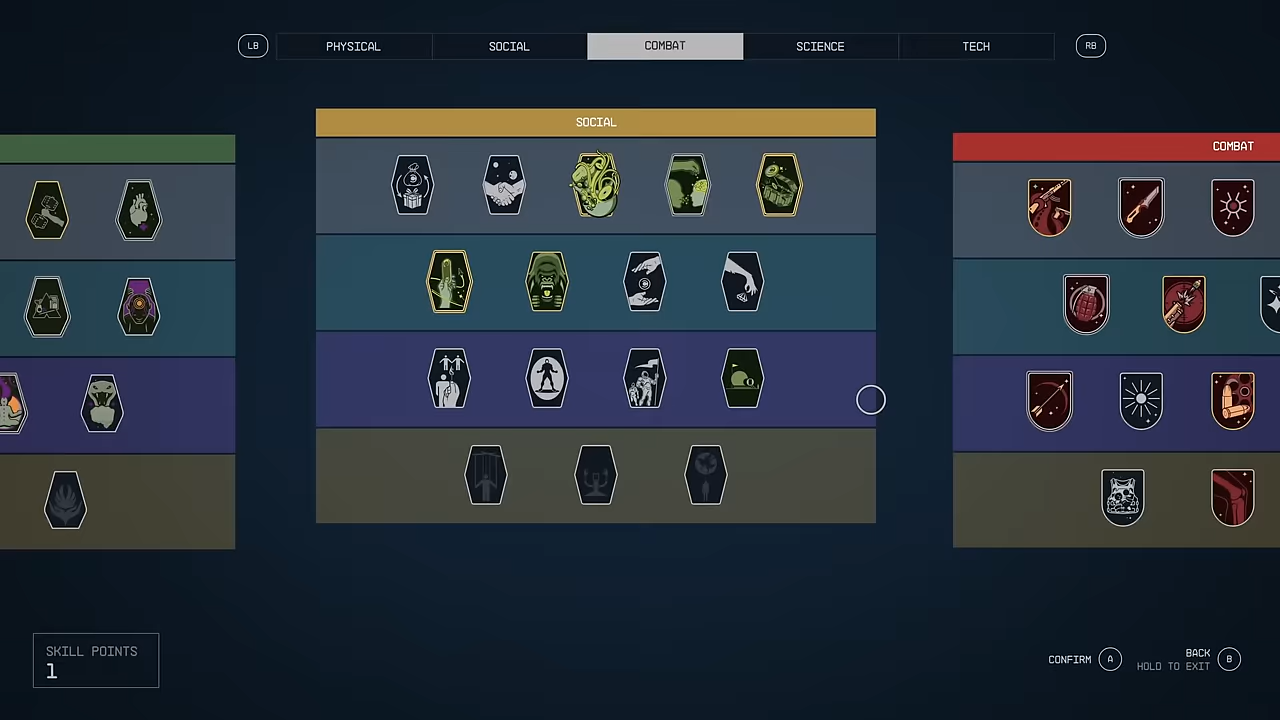 LB
PHYSICAL
SOCIAL
COMBAT
SCIENCE
TECH
RB
SOCIAL
COMBAT
SKILL POINTS
1
CONFIRM A
BACK
HOLD TO EXIT
B